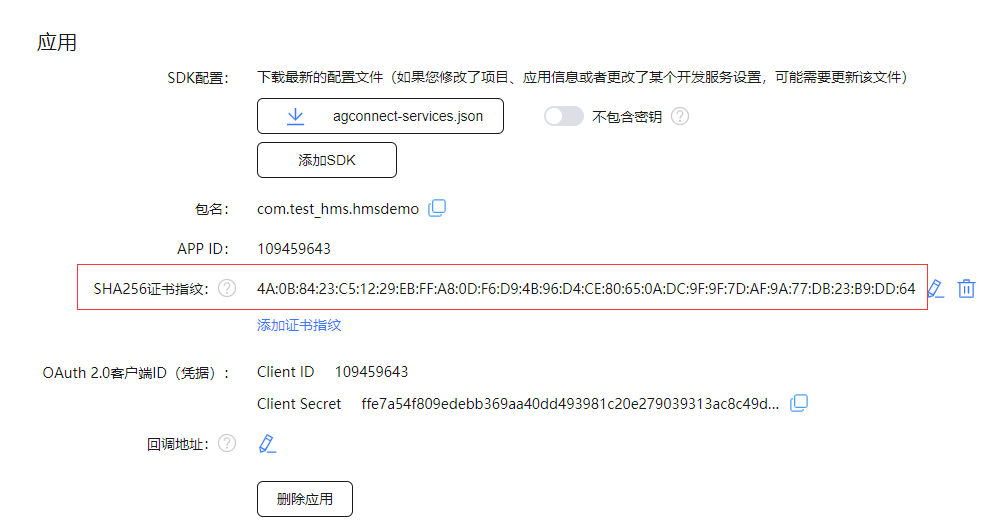 应用
SDK配置： 下载最新的配置文件（如果您修改了项目、应用信息或者更改了某个开发服务设置，可能需要更新该文件）
agconnect-services.json 不包含密钥 ?
添加SDK
包名： com.test_hms.hmsdemo
APP ID： 109459643
SHA256证书指纹： ? 4A:0B:84:23:C5:12:29:EB:FF:A8:0D:F6:D9:4B:96:D4:CE:80:65:0A:DC:9F:9F:7D:AF:9A:77:DB:23:B9:DD:64
添加证书指纹
OAuth 2.0客户端ID（凭据）： Client ID 109459643
Client Secret ffe7a54f809edebb369aa40dd493981c20e279039313ac8c49d...
回调地址： ?
删除应用